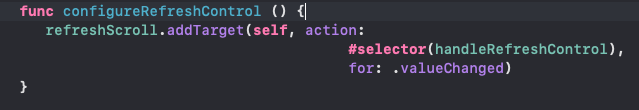 func configureRefreshControl () {
refreshScroll.addTarget(self, action:
#selector(handleRefreshControl),
for: .valueChanged)
}